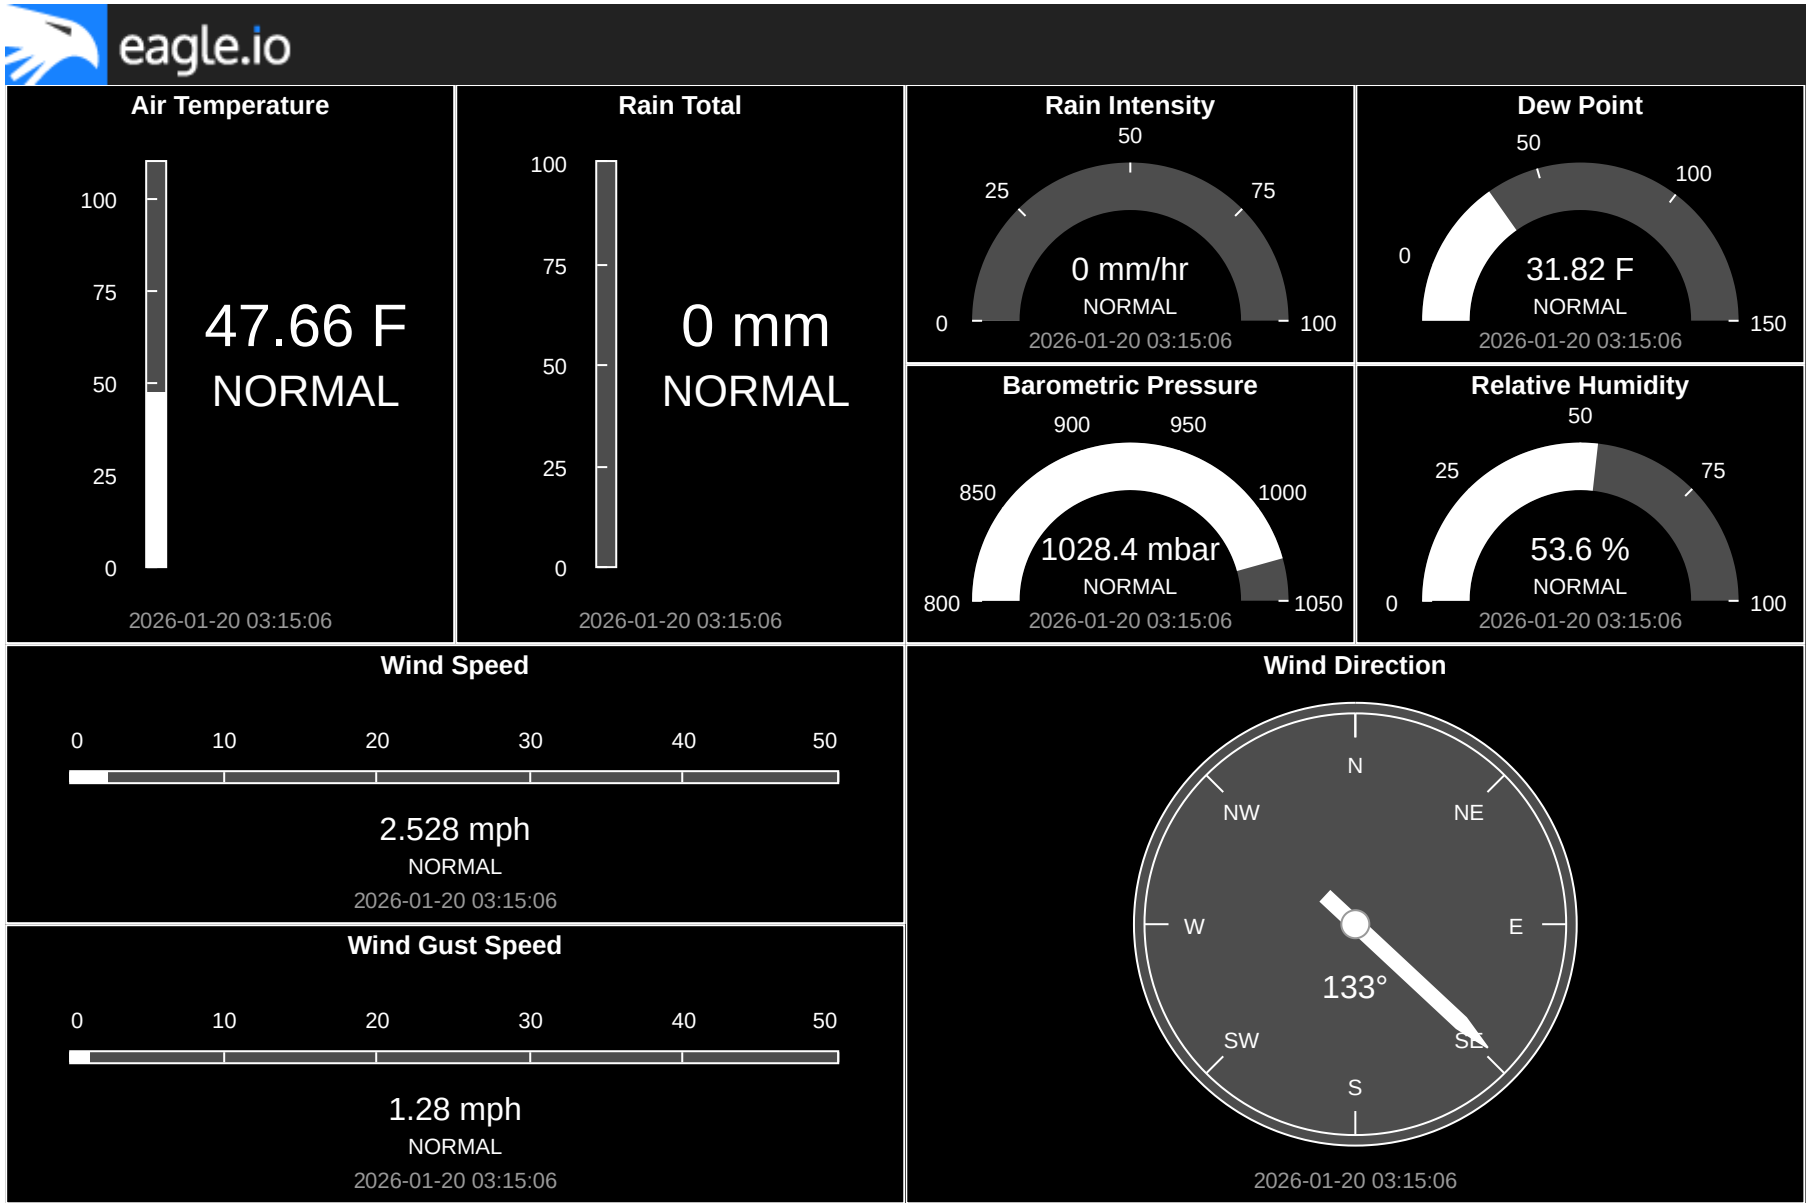 eagle.io
Air Temperature
100
75
50
25
0
47.66 F
NORMAL
2026-01-20 03:15:06
Rain Total
100
75
50
25
0
0 mm
NORMAL
2026-01-20 03:15:06
Rain Intensity
50
25
75
0
100
0 mm/hr
NORMAL
2026-01-20 03:15:06
Dew Point
50
100
0
150
31.82 F
NORMAL
2026-01-20 03:15:06
Barometric Pressure
900
950
850
1000
800
1050
1028.4 mbar
NORMAL
2026-01-20 03:15:06
Relative Humidity
50
25
75
0
100
53.6 %
NORMAL
2026-01-20 03:15:06
Wind Speed
0 10 20 30 40 50
2.528 mph
NORMAL
2026-01-20 03:15:06
Wind Gust Speed
0 10 20 30 40 50
1.28 mph
NORMAL
2026-01-20 03:15:06
Wind Direction
N
NW NE
W E
133°
SW SE
S
2026-01-20 03:15:06